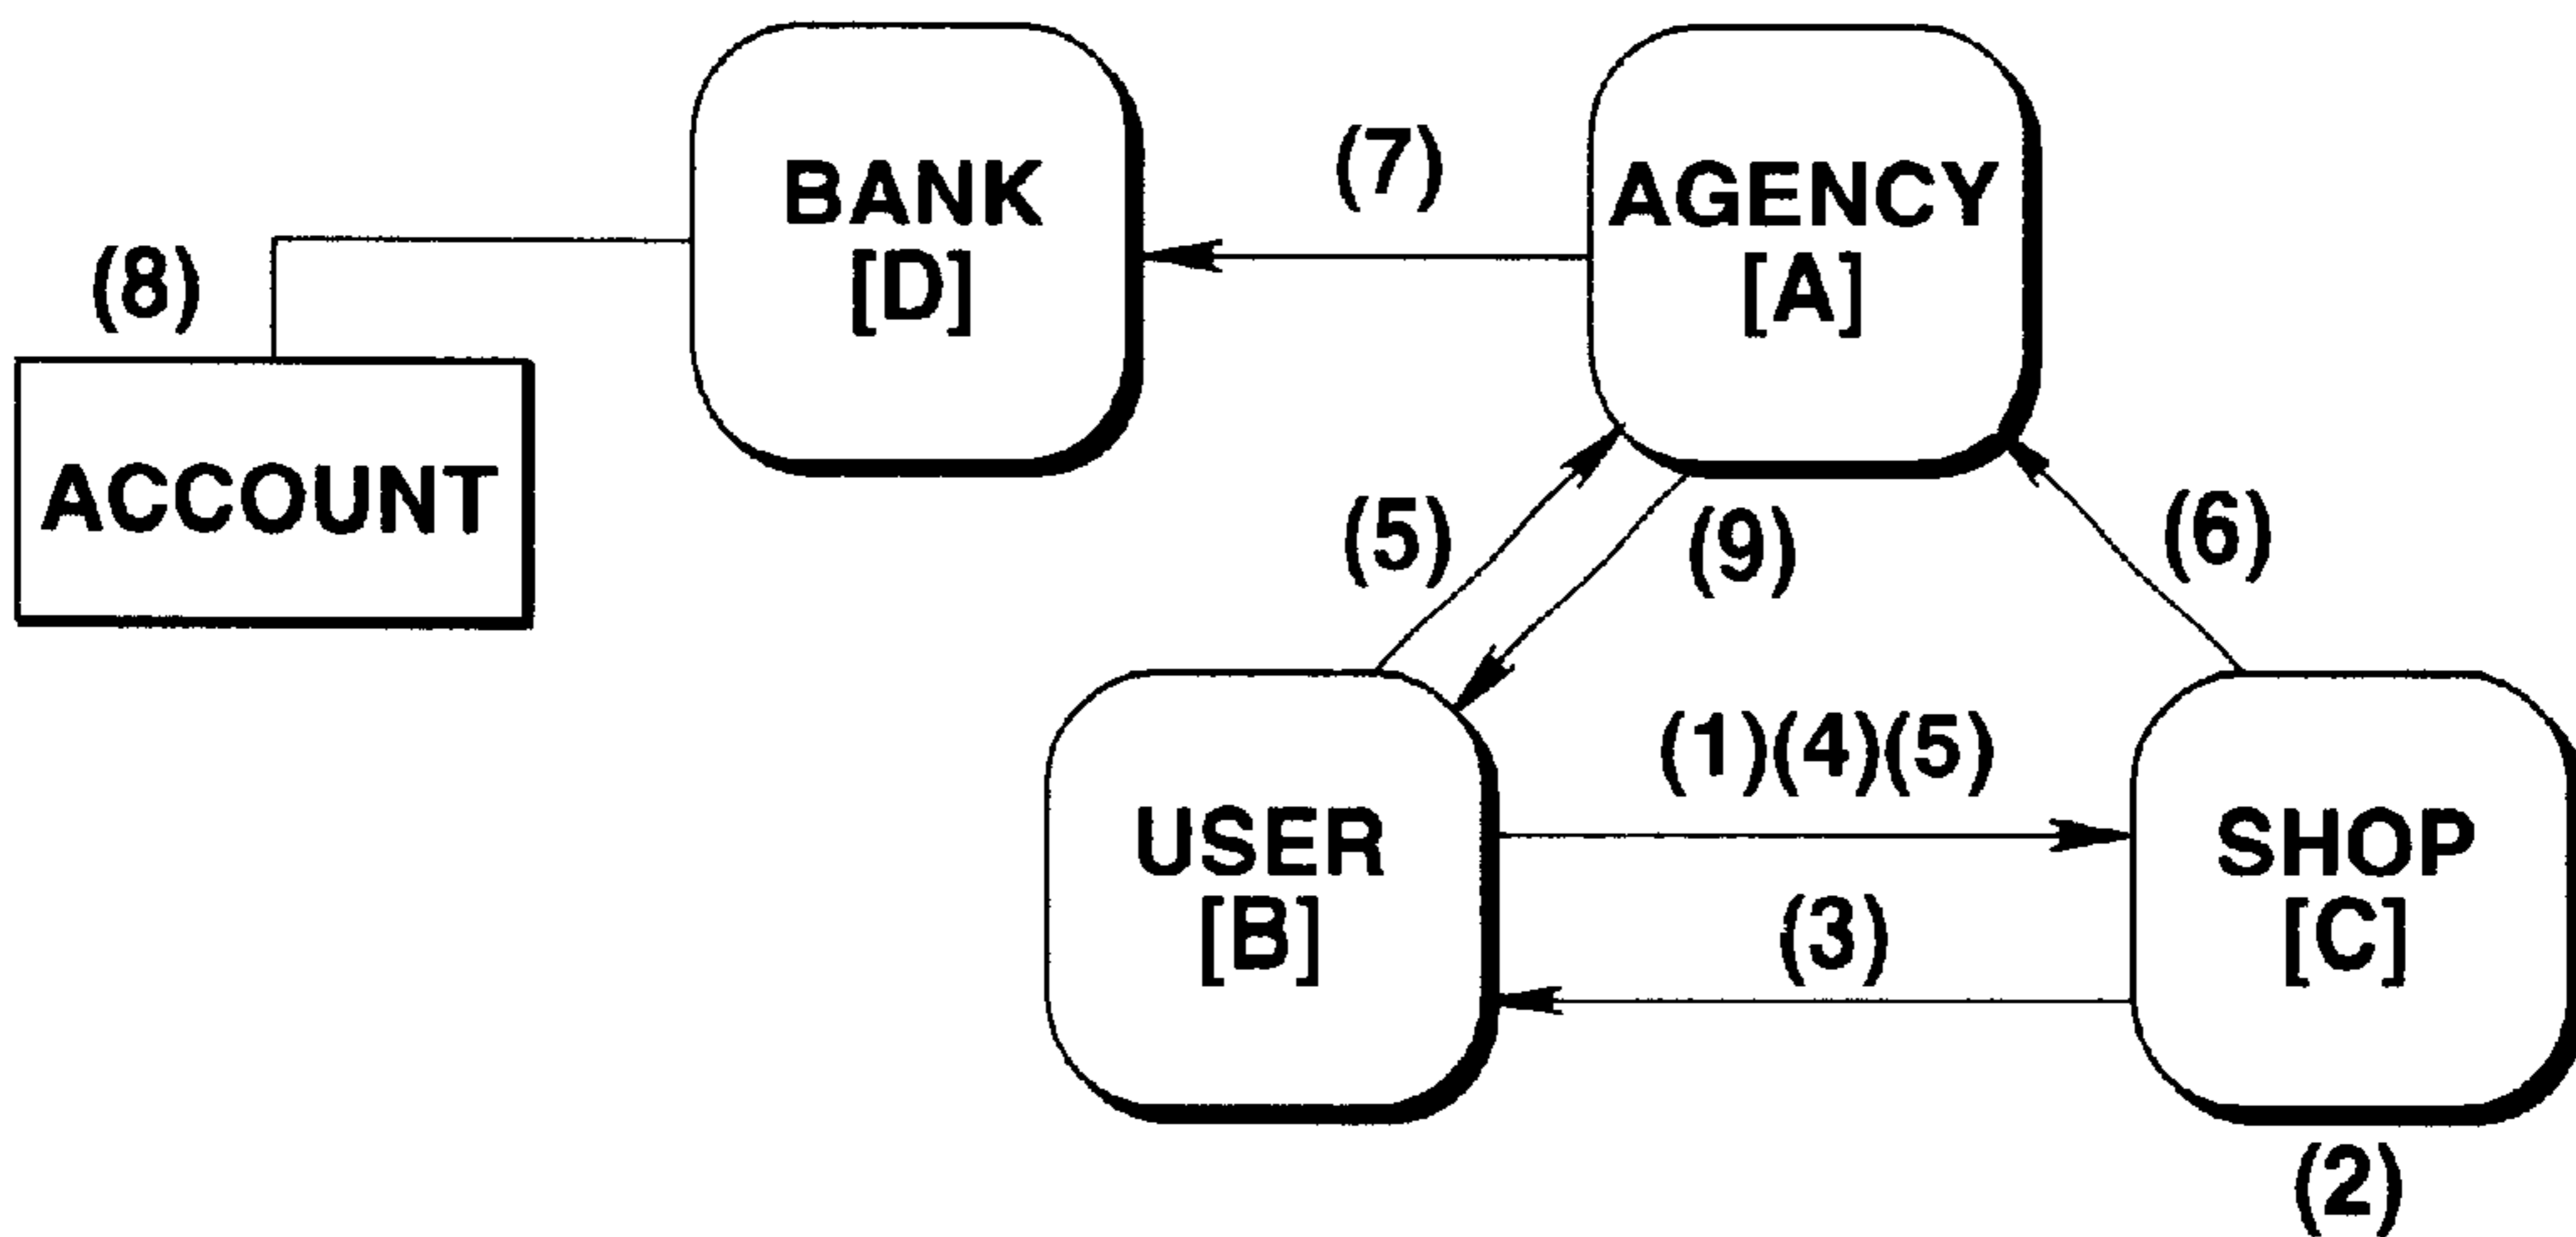 BANK
[D]
(7)
AGENCY
[A]
(8)
ACCOUNT
(5)
(9)
(6)
(1)(4)(5)
USER
[B]
(3)
SHOP
[C]
(2)